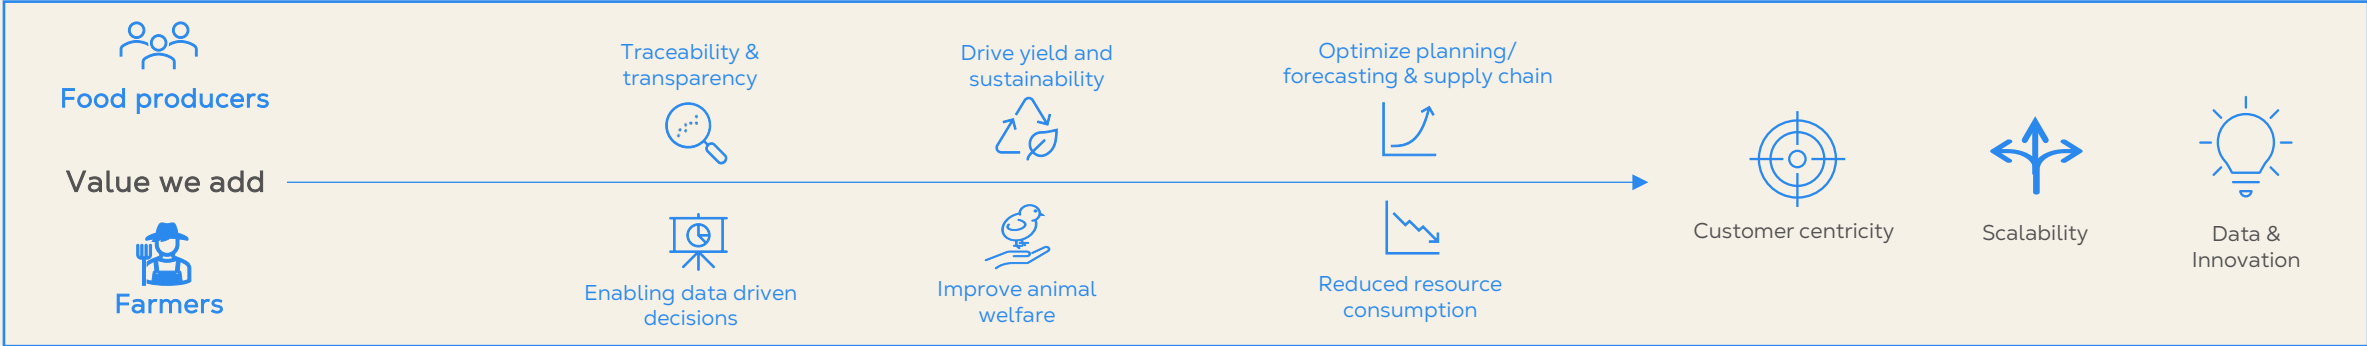 Food producers
Traceability &
transparency
Drive yield and
sustainability
Optimize planning/
forecasting & supply chain
Value we add
Customer centricity
Scalability
Data &
Innovation
Farmers
Enabling data driven
decisions
Improve animal
welfare
Reduced resource
consumption